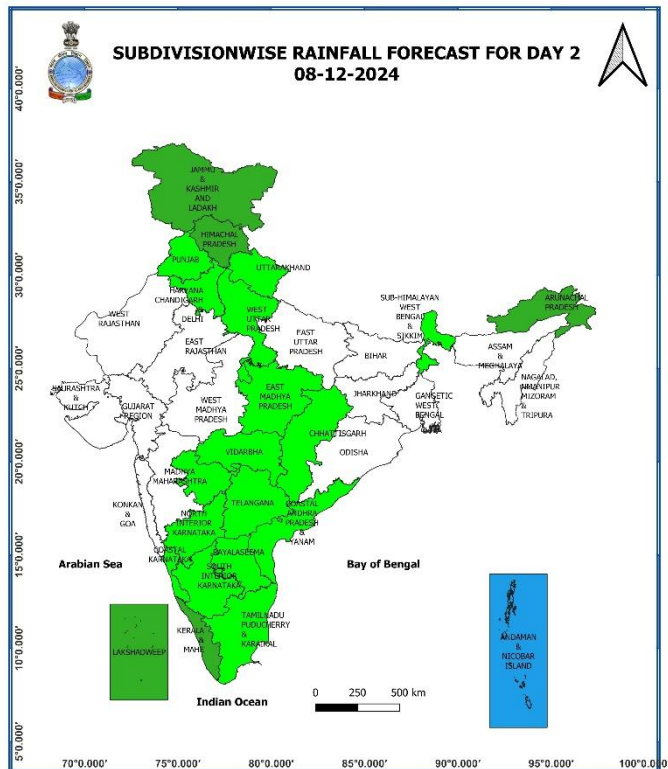 SUBDIVISIONWISE RAINFALL FORECAST FOR DAY 2
08-12-2024
40°0.000'
35°0.000'
30°0.000'
25°0.000'
20°0.000'
15°0.000'
10°0.000'
5°0.000'
JAMMU
&
KASHMIR
AND
LADAKH
HIMACHAL
PRADESH
PUNJAB
UTTARAKHAND
HARYANA
CHANDIGARH
DELHI
WEST
RAJASTHAN
WEST
UTTAR
PRADESH
EAST
UTTAR
PRADESH
EAST
RAJASTHAN
SUB-HIMALAYAN
WEST
BENGAL
&
SIKKIM
ARUNACHAL
PRADESH
ASSAM
&
MEGHALAYA
BIHAR
MIZORAM
&
TRIPURA
SAURASHTRA
&
KUTCH
GUJARAT
REGION
WEST
MADHYA
PRADESH
EAST
MADHYA
PRADESH
JHARKHAND
GANGETIC
WEST
BENGAL
CHHATTISGARH
ODISHA
VIDARBHA
MADHYA
MAHARASHTRA
KONKAN
&
GOA
TELANGANA
NORTH
INTERIOR
KARNATAKA
COASTAL
ANDHRA
PRADESH
&
YANAM
COASTAL
KARNATAKA
RAYALASEEMA
SOUTH
INTERIOR
KARNATAKA
TAMILNADU
PUDUCHERRY
&
KARAIKAL
KERALA
&
MAHE
LAKSHADWEEP
ANDAMAN
&
NICOBAR
ISLAND
Arabian Sea
Bay of Bengal
Indian Ocean
0 250 500 km
70°0.000' 75°0.000' 80°0.000' 85°0.000' 90°0.000' 95°0.000' 100°0.000'